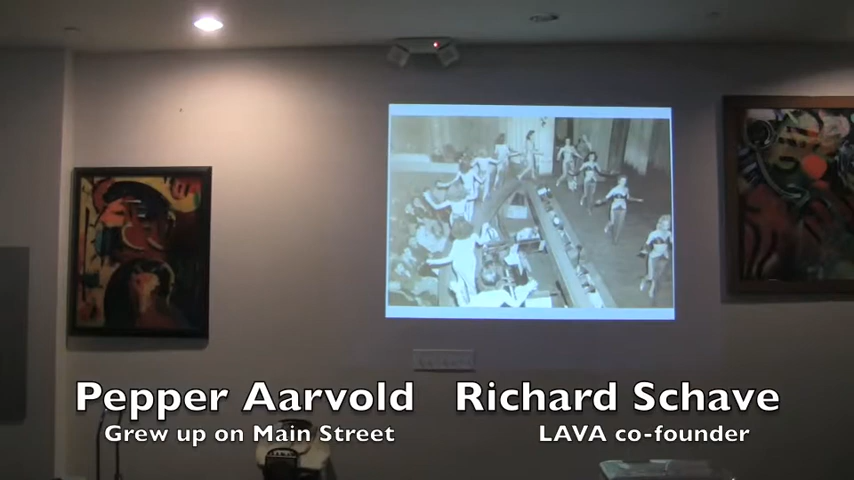 Pepper Aarvold Richard Schave
Grew up on Main Street LAVA co-founder